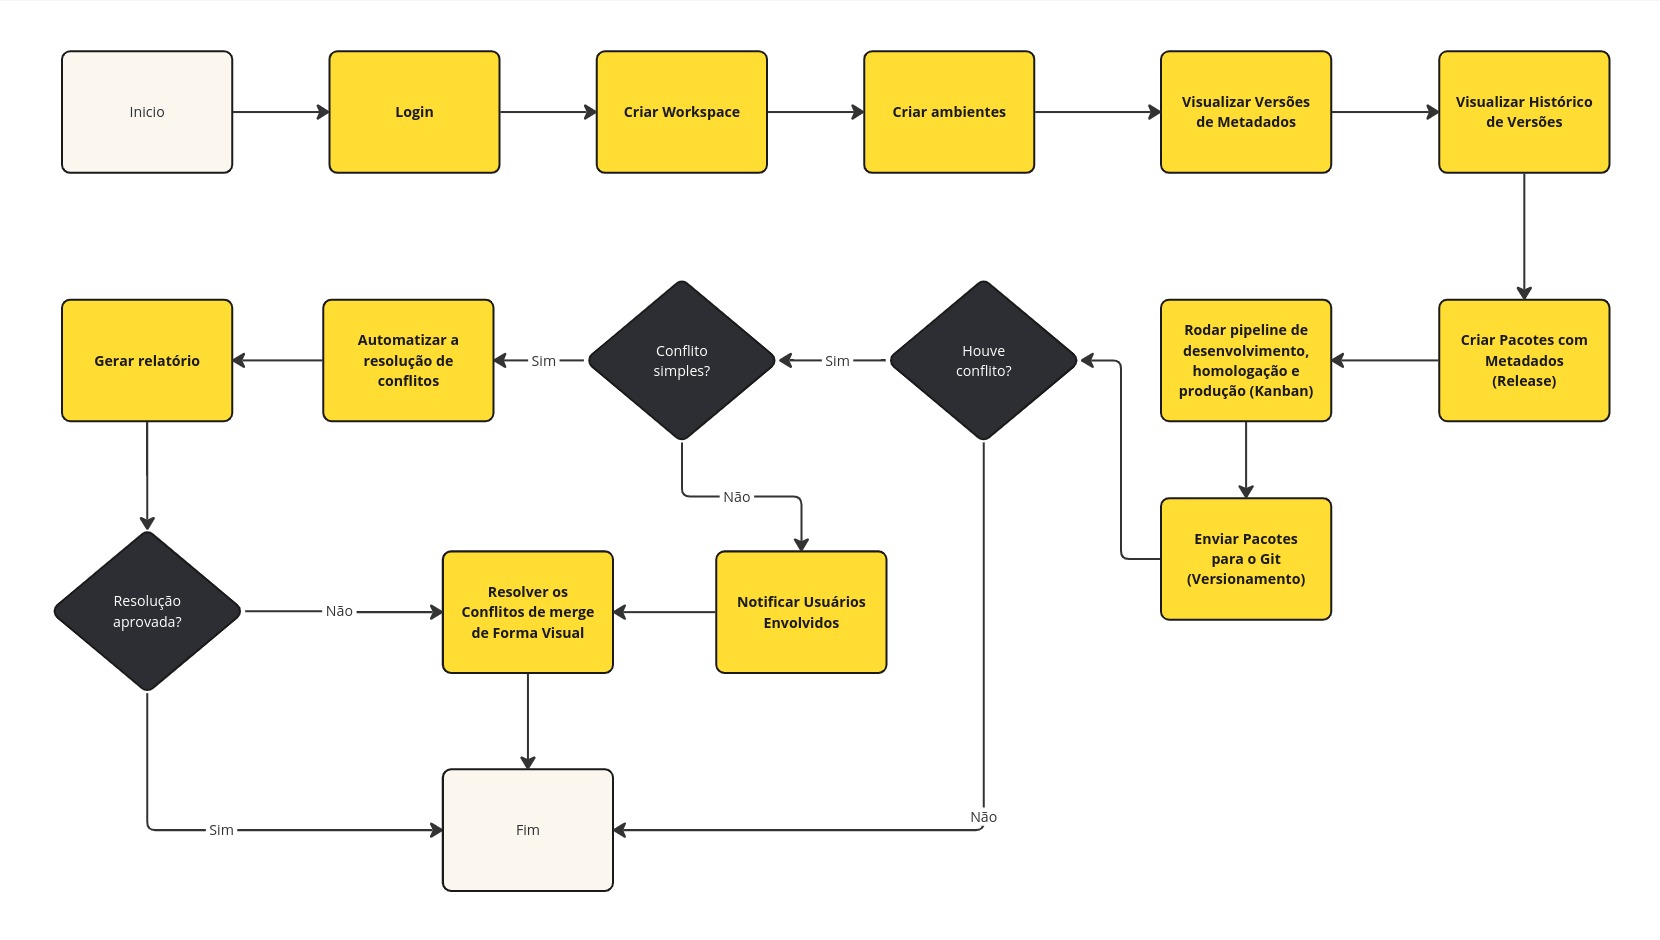 Inicio
Login
Criar Workspace
Criar ambientes
Visualizar Versões
de Metadados
Visualizar Histórico
de Versões
Gerar relatório
Automatizar a
resolução de
conflitos
Sim
Conflito
simples?
Sim
Houve
conflito?
Rodar pipeline de
desenvolvimento,
homologação e
produção (Kanban)
Criar Pacotes com
Metadados
(Release)
Não
Enviar Pacotes
para o Git
(Versionamento)
Resolução
aprovada?
Não
Resolver os
Conflitos de merge
de Forma Visual
Notificar Usuários
Envolvidos
Sim
Fim
Não